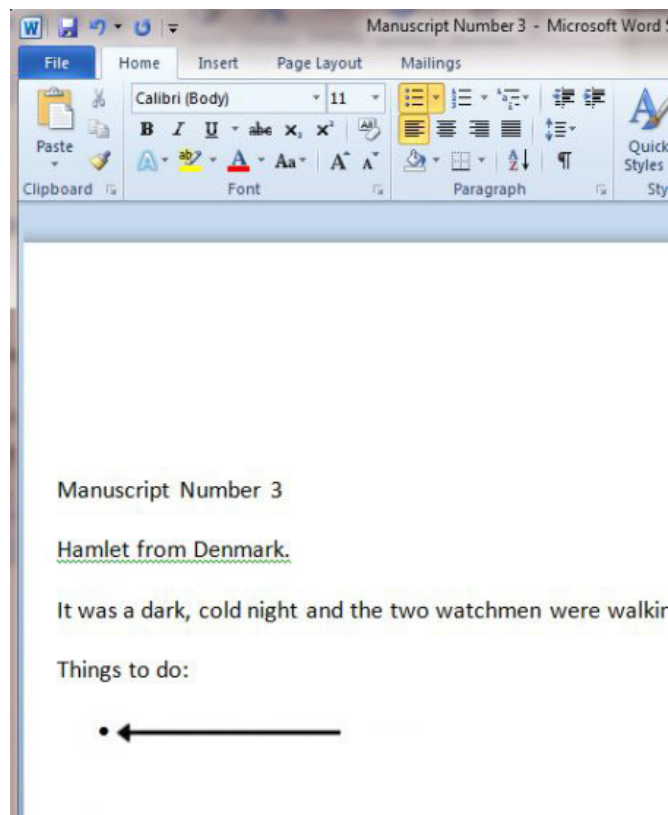 Manuscript Number 3 - Microsoft Word S
File Home Insert Page Layout Mailings
Calibri (Body) 11
Paste
B I U abc X₂ X²
Quick
Styles
A ab A Aa A A
Clipboard Font Paragraph Sty
Manuscript Number 3
Hamlet from Denmark.
It was a dark, cold night and the two watchmen were walkin
Things to do:
•